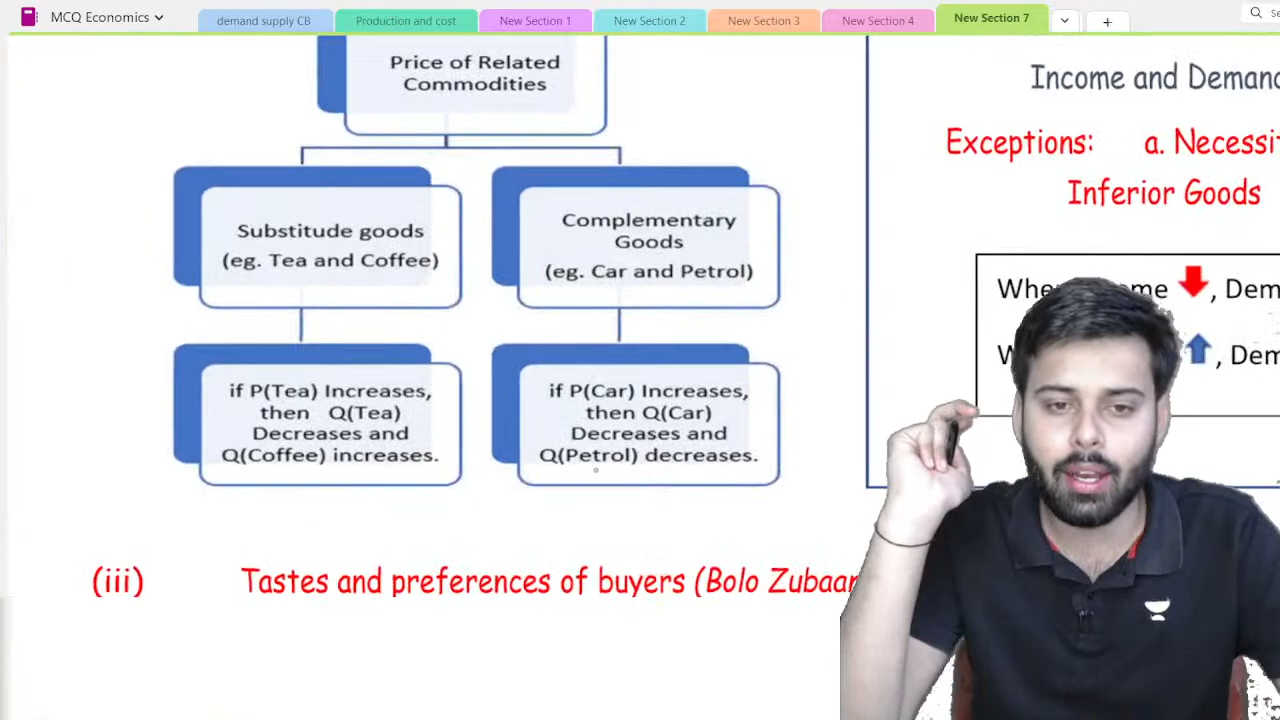 MCQ Economics
demand supply CB
Production and cost
New Section 1
New Section 2
New Section 3
New Section 4
New Section 7
Price of Related
Commodities
Substitude goods
(eg. Tea and Coffee)
Complementary
Goods
(eg. Car and Petrol)
if P(Tea) Increases,
then Q(Tea)
Decreases and
Q(Coffee) increases.
if P(Car) Increases,
then Q(Car)
Decreases and
Q(Petrol) decreases.
(iii) Tastes and preferences of buyers (Bolo Zubaan
Income and Demand
Exceptions: a. Necessit
Inferior Goods
, Dem
, Dem